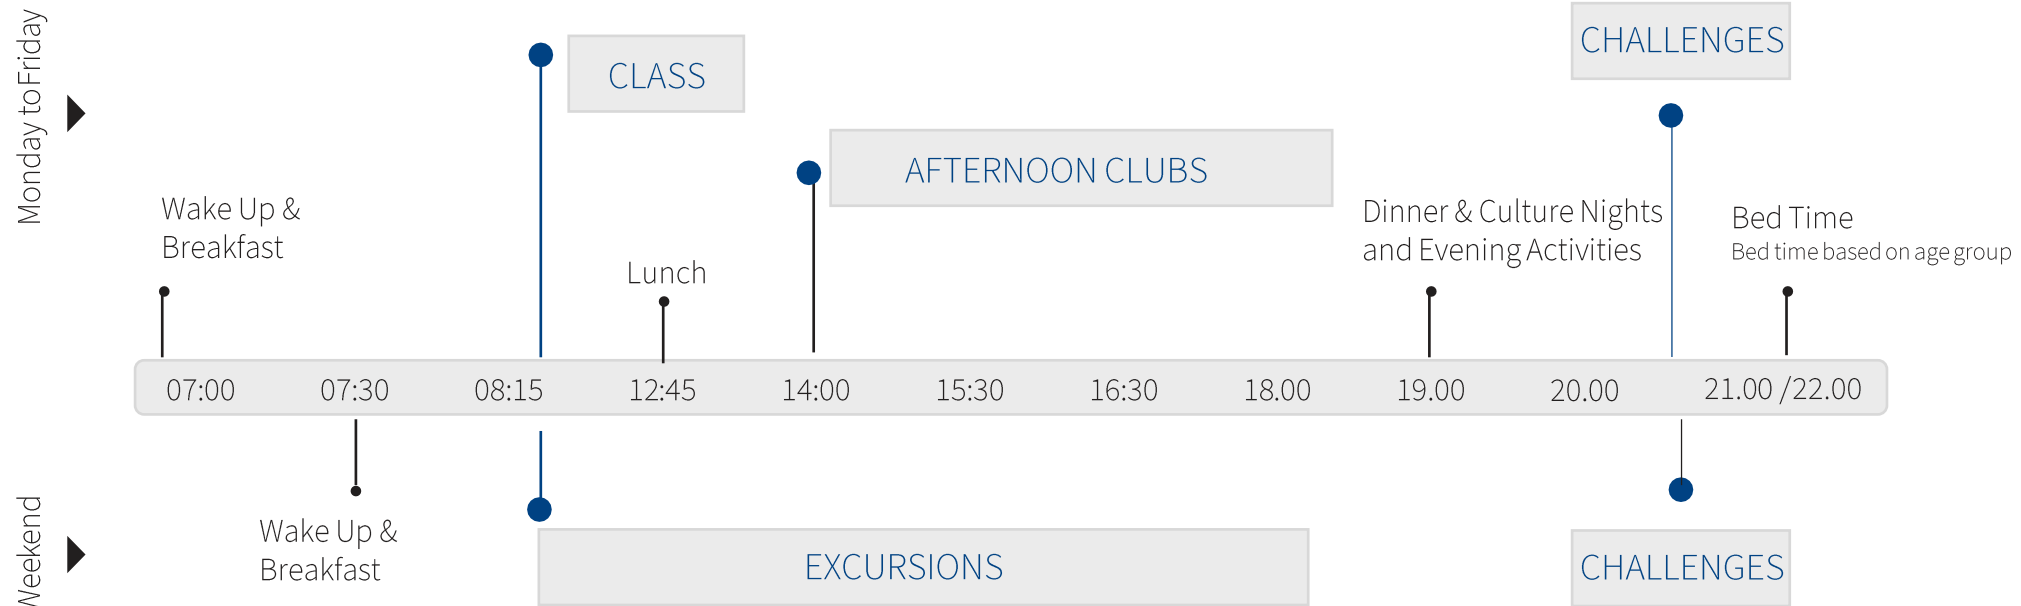 Monday to Friday
CHALLENGES
CLASS
AFTERNOON CLUBS
Wake Up &
Breakfast
Lunch
Dinner & Culture Nights
and Evening Activities
Bed Time
Bed time based on age group
07:00 07:30 08:15 12:45 14:00 15:30 16:30 18.00 19.00 20.00 21.00 /22.00
Weekend
Wake Up &
Breakfast
EXCURSIONS
CHALLENGES